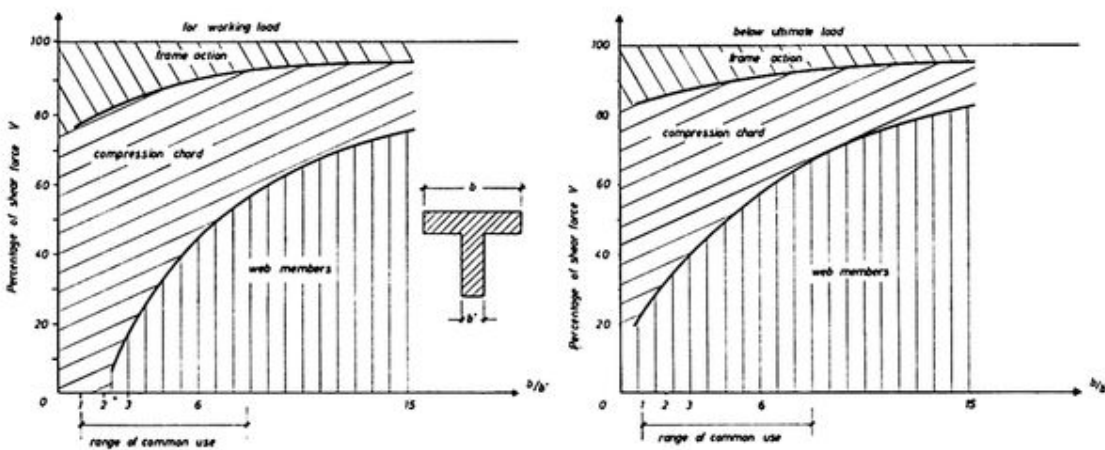 for working load
100
frame action
80
compression chord
60
40
web members
20
0
1 2 3 6 15
b/b'
range of common use
Percentage of shear force V
b
b'
below ultimate load
100
frame action
80
compression chord
60
40
web members
20
0
1 2 3 6 15
b/b
range of common use
Percentage of shear force V